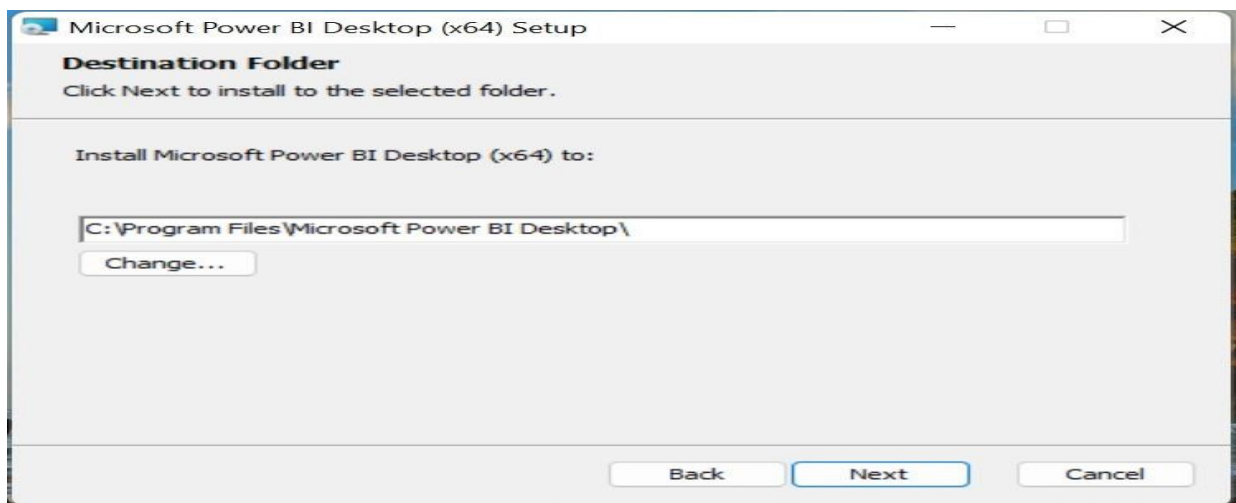 Microsoft Power BI Desktop (x64) Setup
Destination Folder
Click Next to install to the selected folder.
Install Microsoft Power BI Desktop (x64) to:
C:\Program Files\Microsoft Power BI Desktop\
Change...
Back Next Cancel